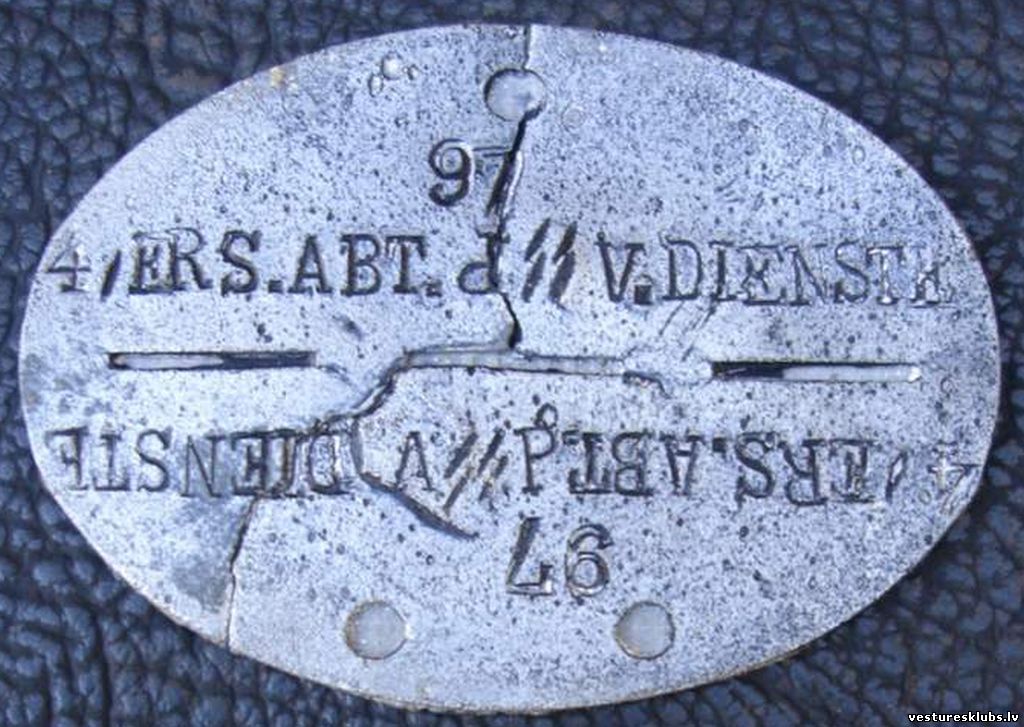 97
4/ERS.ABT.d ᛋᛋ V.DIENSTE
97
4/ERS.ABT.d.ᛋᛋ V DIENSTE
vesturesklubs.lv